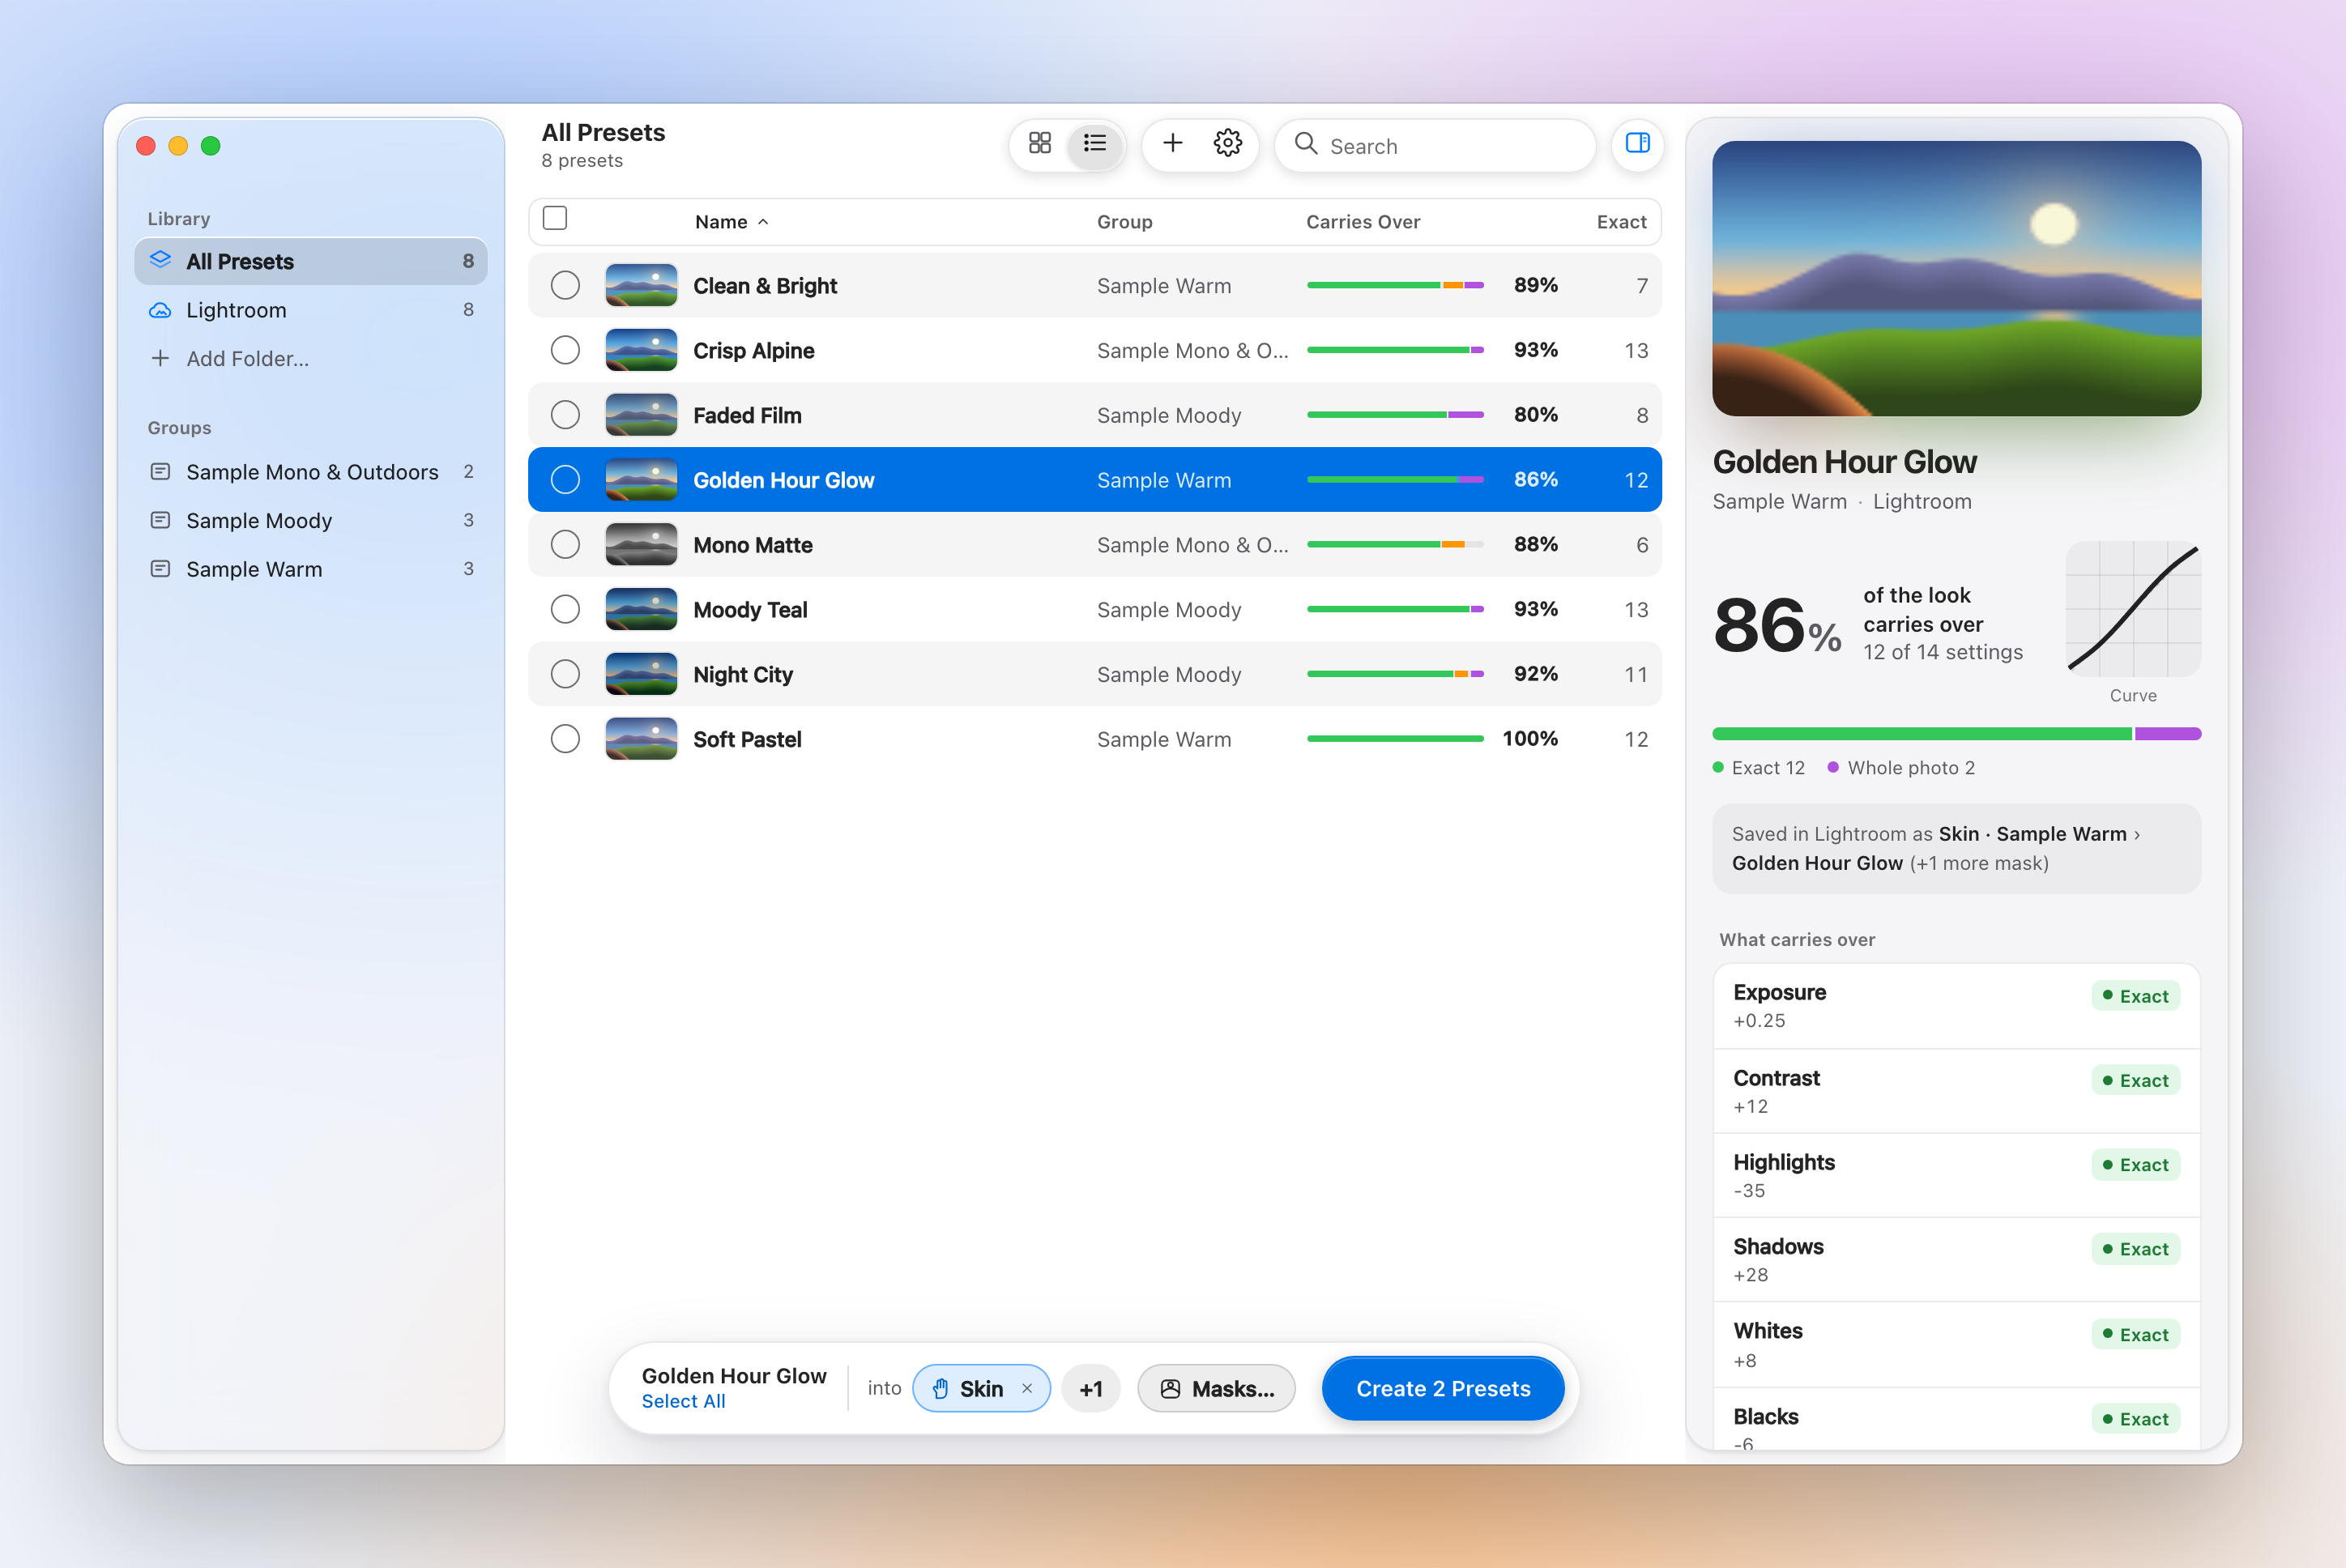 Library
All Presets 8
Lightroom 8
Add Folder...
Groups
Sample Mono & Outdoors 2
Sample Moody 3
Sample Warm 3
All Presets
8 presets
Search
Name Group Carries Over Exact
Clean & Bright Sample Warm 89% 7
Crisp Alpine Sample Mono & O... 93% 13
Faded Film Sample Moody 80% 8
Golden Hour Glow Sample Warm 86% 12
Mono Matte Sample Mono & O... 88% 6
Moody Teal Sample Moody 93% 13
Night City Sample Moody 92% 11
Soft Pastel Sample Warm 100% 12
Golden Hour Glow
Select All
into Skin × +1 Masks... Create 2 Presets
Golden Hour Glow
Sample Warm · Lightroom
86%
of the look
carries over
12 of 14 settings
Curve
Exact 12 Whole photo 2
Saved in Lightroom as Skin · Sample Warm ›
Golden Hour Glow (+1 more mask)
What carries over
Exposure Exact
+0.25
Contrast Exact
+12
Highlights Exact
-35
Shadows Exact
+28
Whites Exact
+8
Blacks Exact
-6